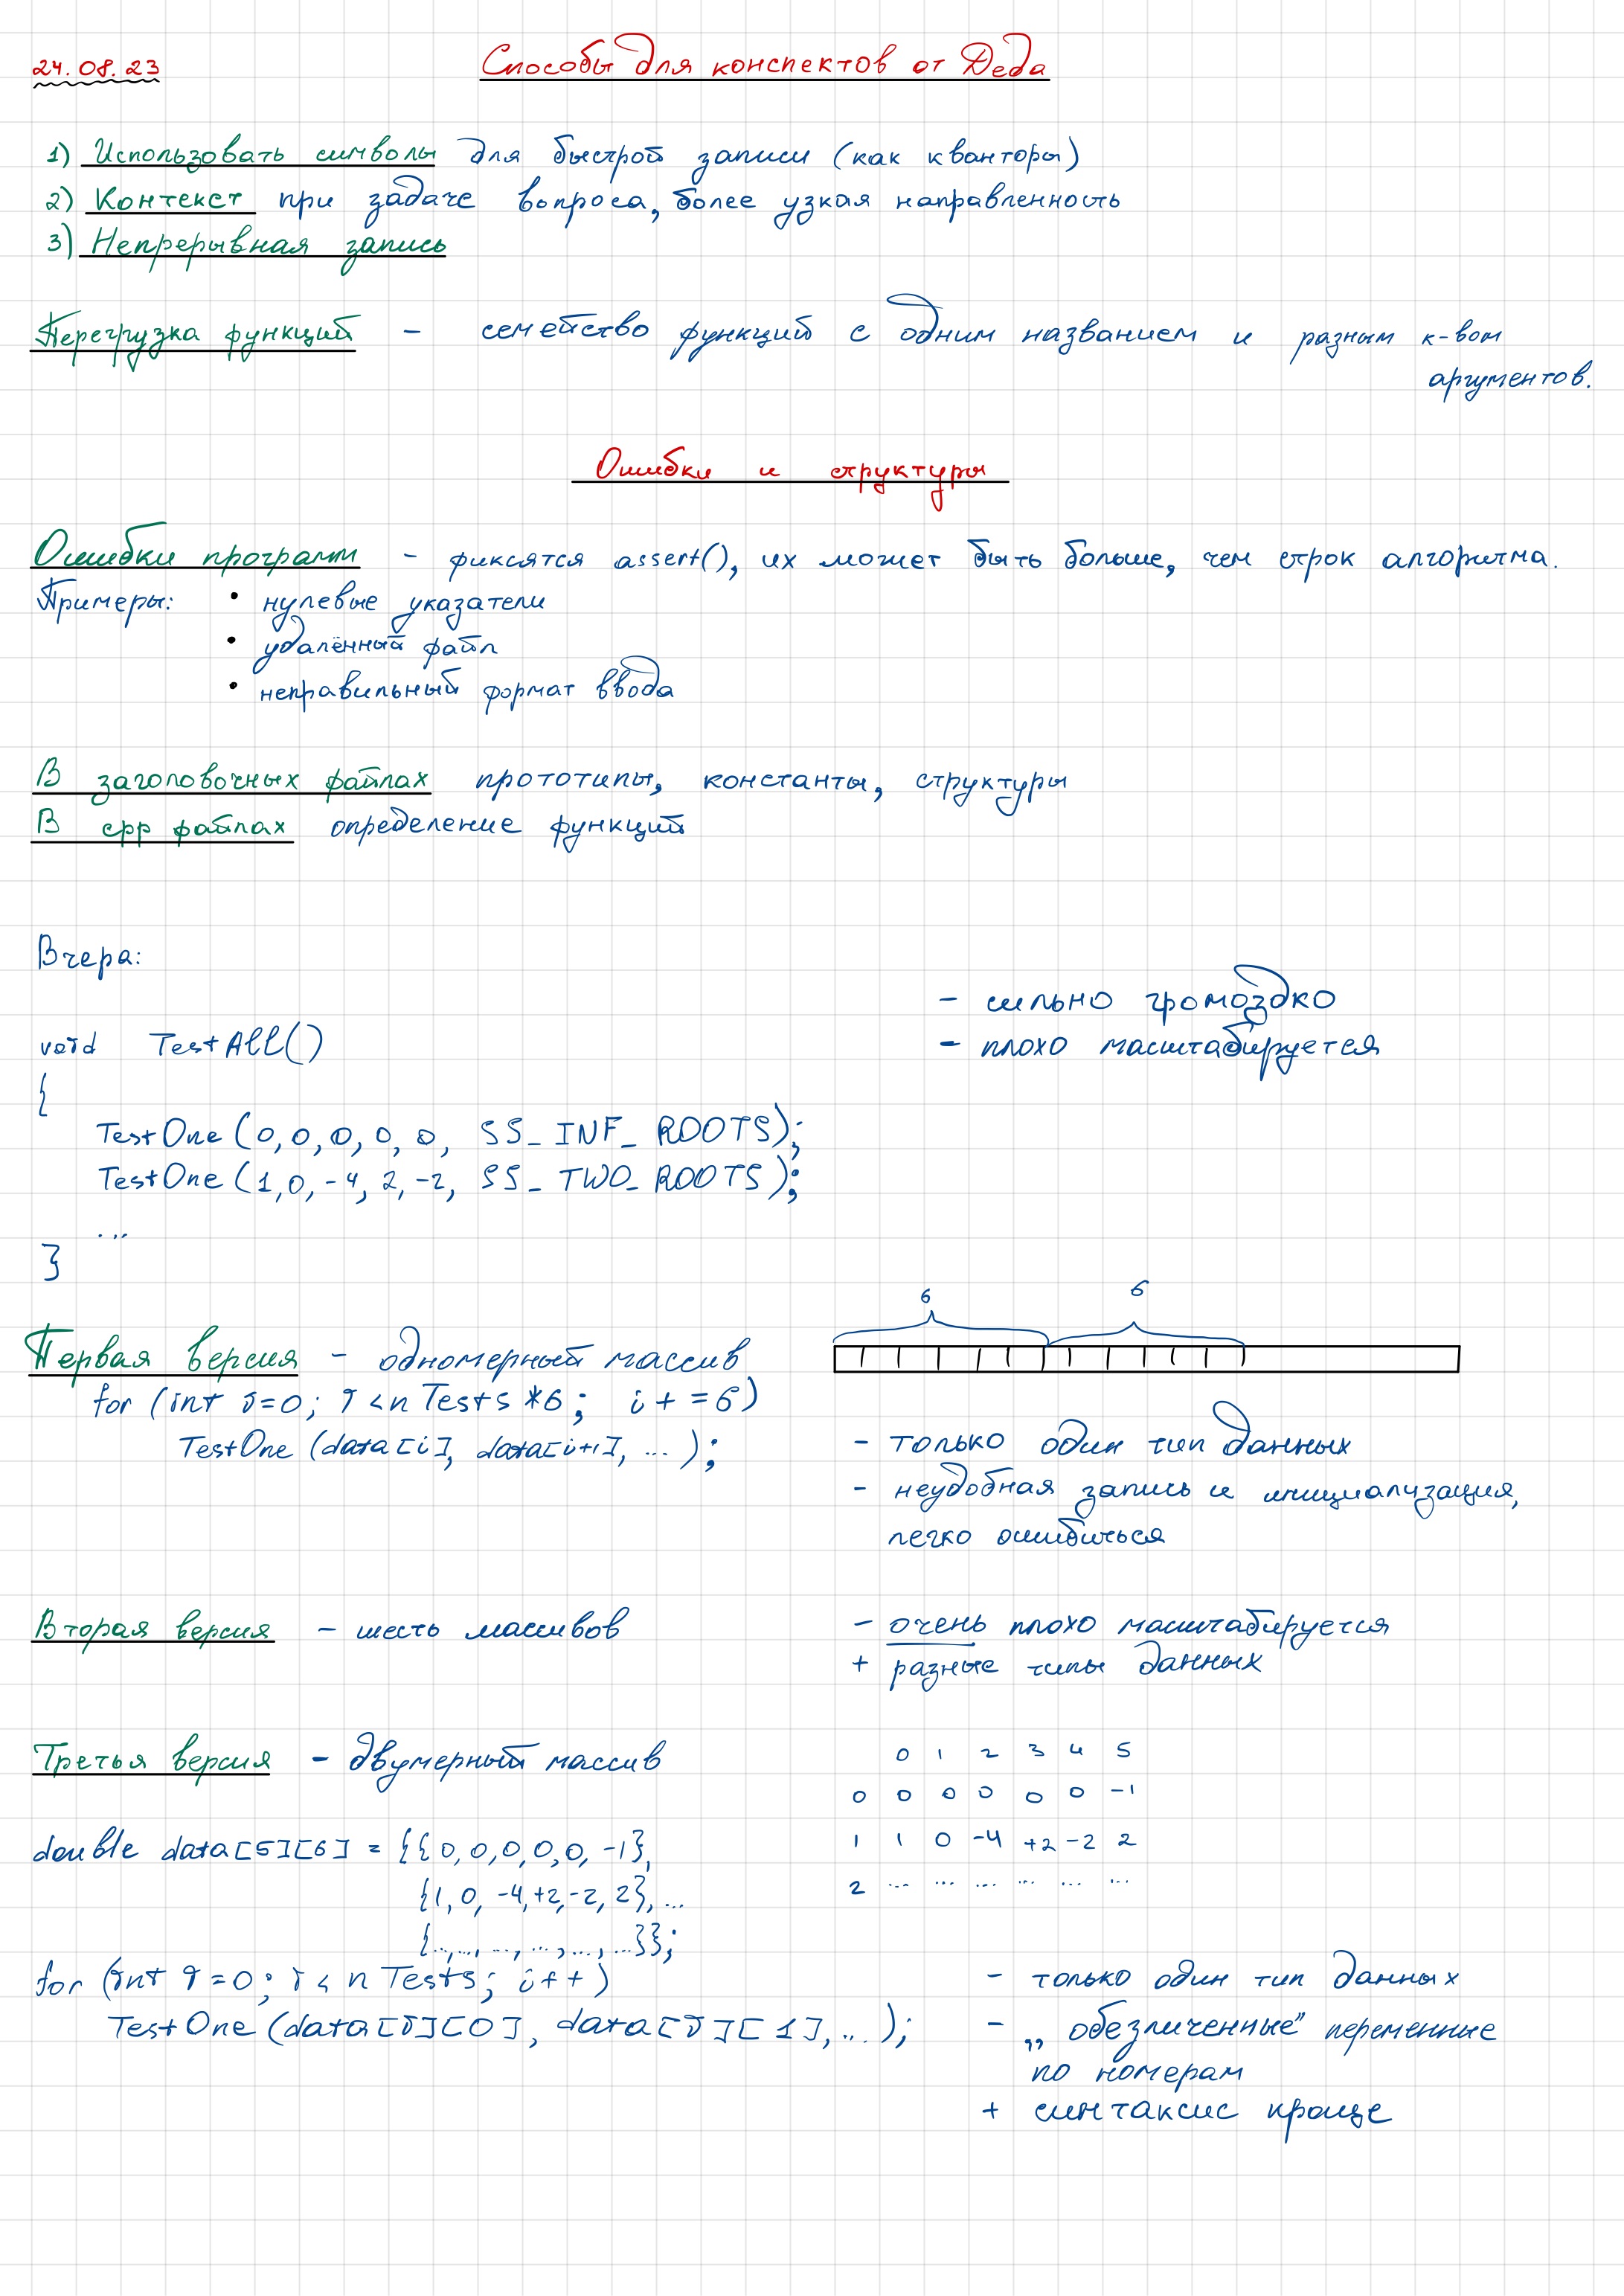 24.08.23
Способы для конспектов от Деда
1) Использовать символы для быстрой записи (как кванторы)
2) Контекст при задаче вопроса, более узкая направленность
3) Непрерывная запись
Перегрузка функций - семейство функций с одним названием и разным к-вом
аргументов.
Ошибки и структуры
Ошибки программ - фиксятся assert(), их может быть больше, чем строк алгоритма.
Примеры: • нулевые указатели
• удалённый файл
• неправильный формат ввода
В заголовочных файлах прототипы, константы, структуры
В cpp файлах определение функций
Вчера:
- сильно громоздко
void TestAll()
- плохо масштабируется
{
TestOne (0, 0, 0, 0, 0, SS_INF_ROOTS);
TestOne (1, 0, -4, 2, -2, SS_TWO_ROOTS);
...
}
6 6
Первая версия - одномерный массив
for (int i=0; i < nTests *6; i+=6)
TestOne (data[i], data[i+1], ...);
- только один тип данных
- неудобная запись и инициализация,
легко ошибиться
Вторая версия - шесть массивов
- очень плохо масштабируется
+ разные типы данных
Третья версия - двумерный массив
0 1 2 3 4 5
0 0 0 0 0 0 -1
1 1 0 -4 +2 -2 2
2 ... ... ... ... ... ...
double data[5][6] = {{0, 0, 0, 0, 0, -1},
{1, 0, -4, +2, -2, 2}, ...
{..., ..., ..., ..., ..., ...}};
for (int i=0; i < nTests; i++)
TestOne (data[i][0], data[i][1], ...);
- только один тип данных
- „обезличенные" переменные
по номерам
+ синтаксис проще